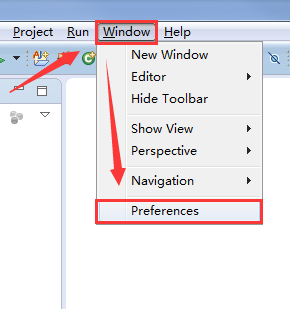 Project Run Window Help
New Window
Editor
Hide Toolbar
Show View
Perspective
Navigation
Preferences